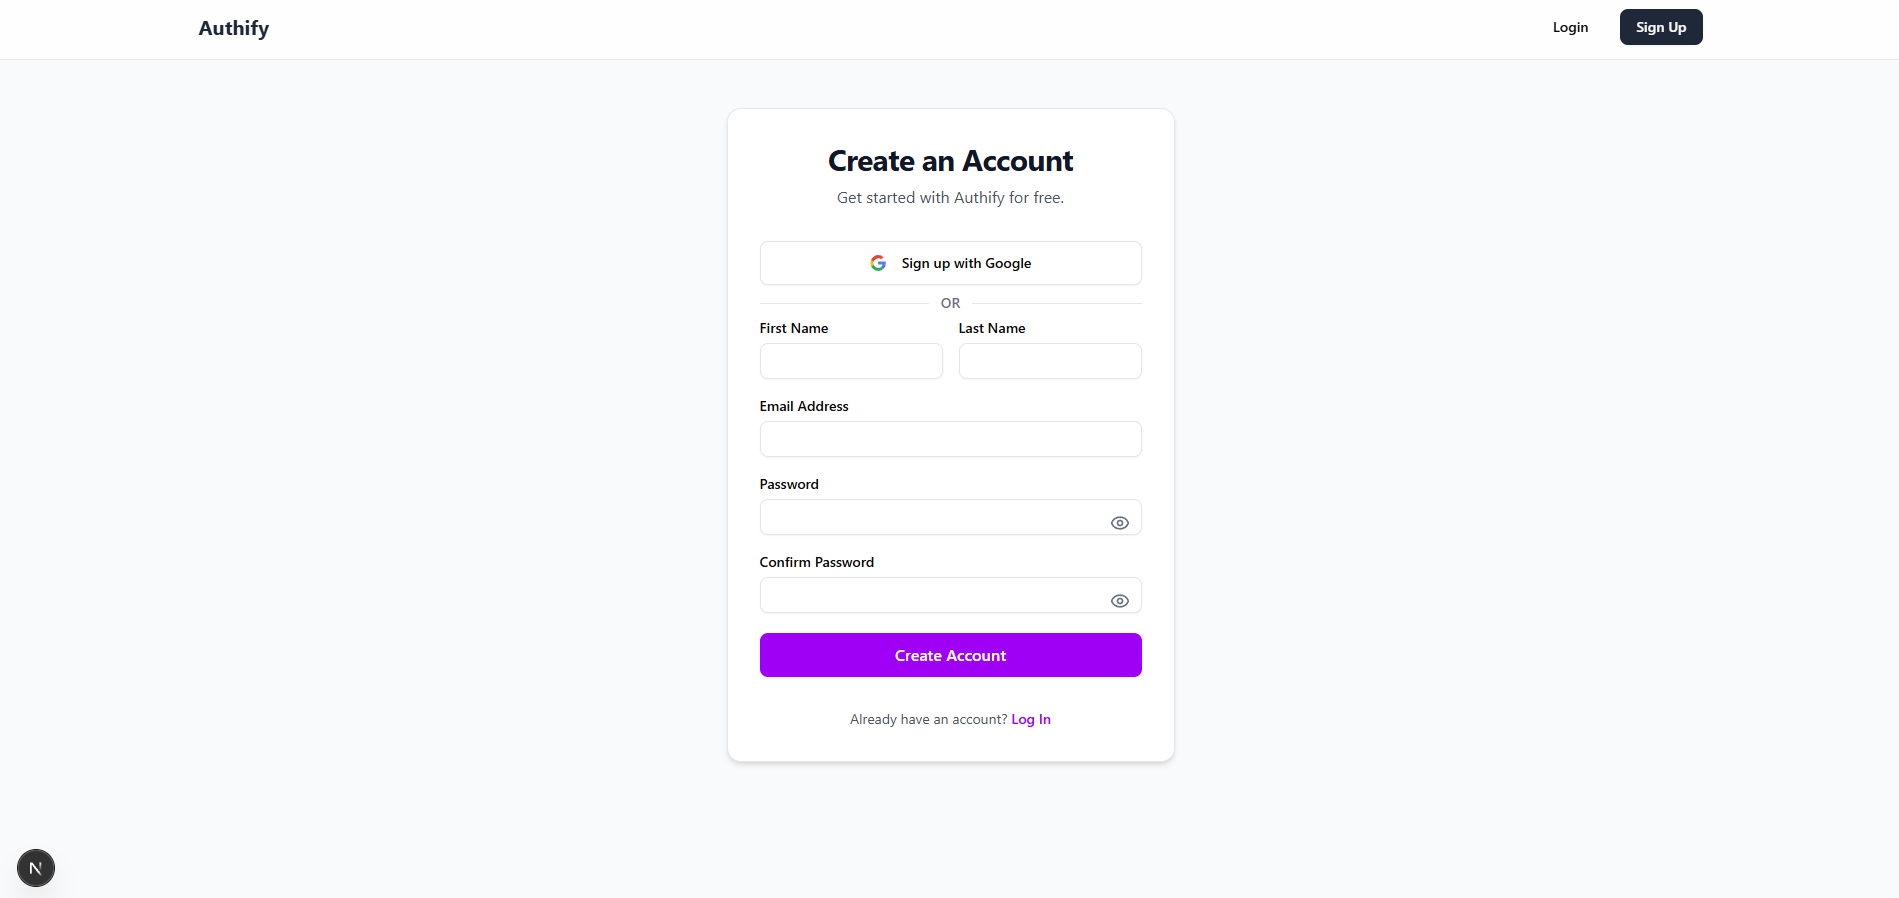 Authify
Login
Sign Up
Create an Account
Get started with Authify for free.
Sign up with Google
OR
First Name
Last Name
Email Address
Password
Confirm Password
Create Account
Already have an account? Log In
N